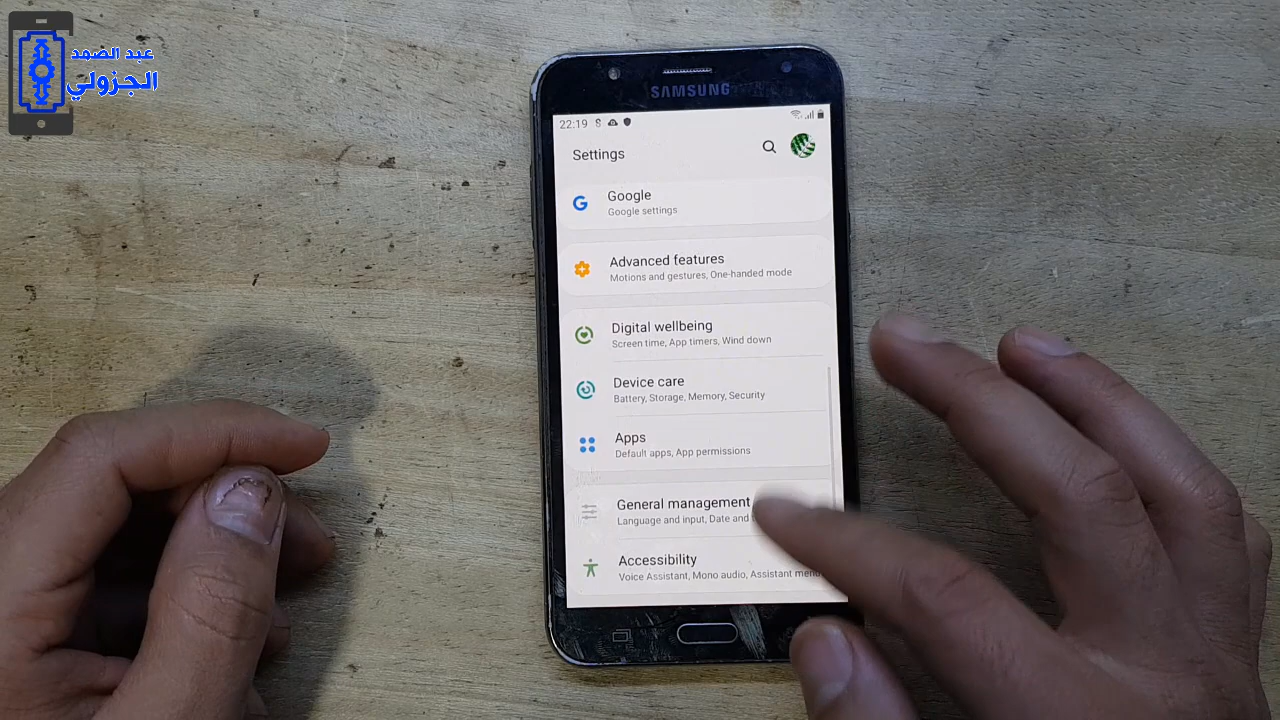 عبد الضمد
الجزولي
SAMSUNG
22:19
Settings
Google
Google settings
Advanced features
Motions and gestures, One-handed mode
Digital wellbeing
Screen time, App timers, Wind down
Device care
Battery, Storage, Memory, Security
Apps
Default apps, App permissions
General management
Language and input, Date and
Accessibility
Voice Assistant, Mono audio, Assistant menu